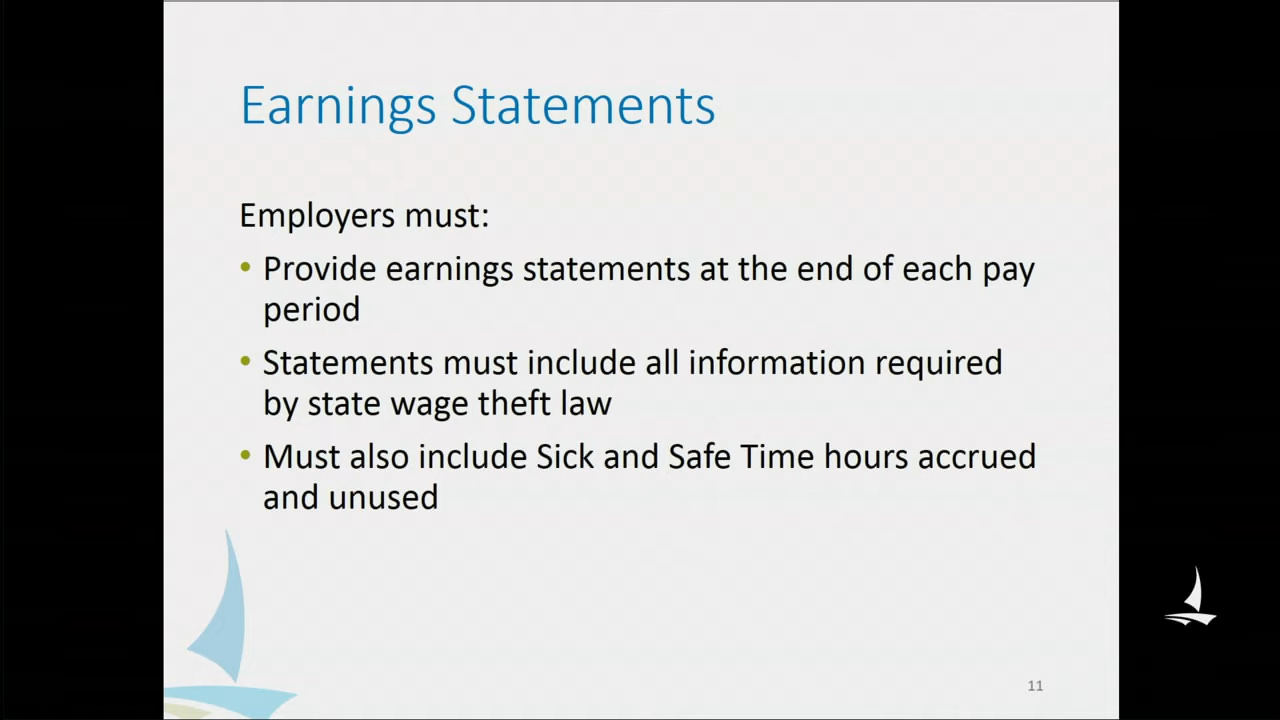 Earnings Statements
Employers must:
• Provide earnings statements at the end of each pay
period
• Statements must include all information required
by state wage theft law
• Must also include Sick and Safe Time hours accrued
and unused
11